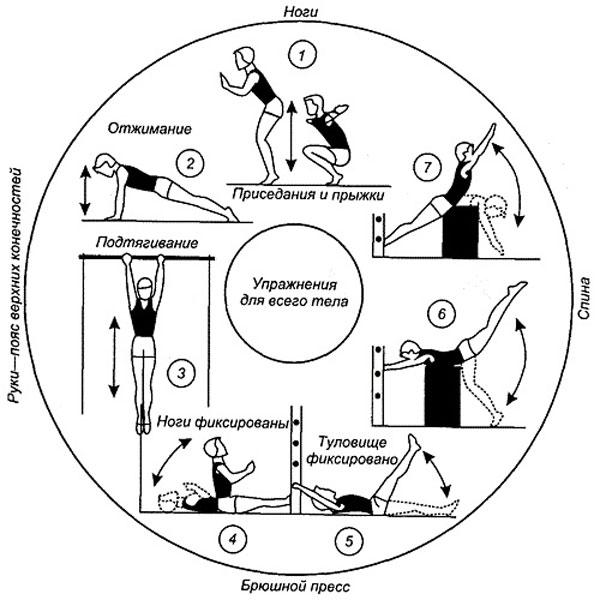 Ноги
1
Отжимание
2
7
Приседания и прыжки
Руки—пояс верхних конечностей
Подтягивание
Упражнения
для всего тела
Спина
6
3
Ноги фиксированы
Туловище
фиксировано
4
5
Брюшной пресс